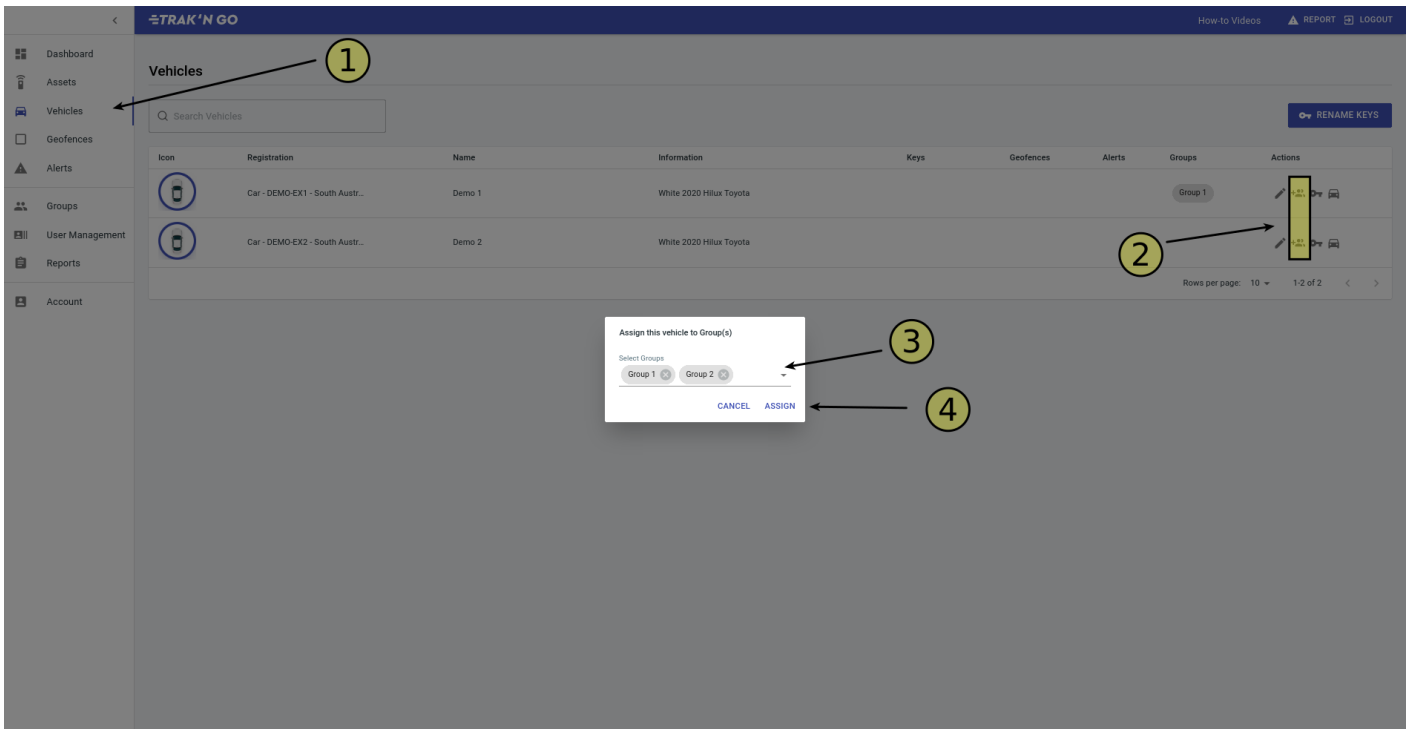 TRAK'N GO
How-to Videos
REPORT
LOGOUT
Dashboard
Assets
Vehicles
Geofences
Alerts
Groups
User Management
Reports
Account
1
Vehicles
Search Vehicles
RENAME KEYS
Icon Registration Name Information Keys Geofences Alerts Groups Actions
Car - DEMO-EX1 - South Austr... Demo 1 White 2020 Hilux Toyota Group 1
Car - DEMO-EX2 - South Austr... Demo 2 White 2020 Hilux Toyota
2
Rows per page: 10 1-2 of 2
Assign this vehicle to Group(s)
Select Groups
Group 1 Group 2
3
CANCEL ASSIGN
4